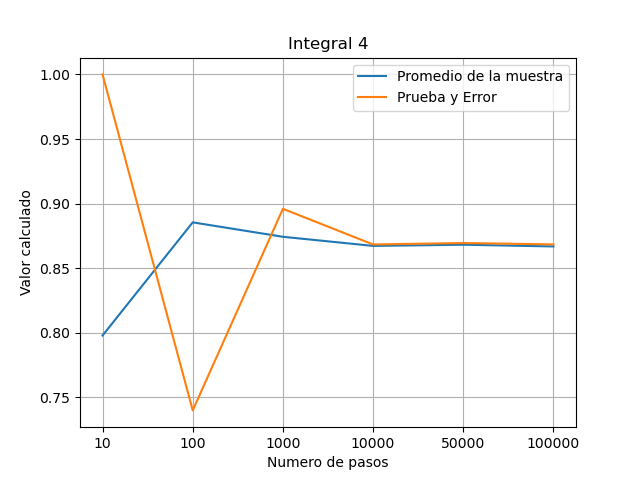 Integral 4
Promedio de la muestra
Prueba y Error
Valor calculado
1.00
0.95
0.90
0.85
0.80
0.75
10
100
1000
10000
50000
100000
Numero de pasos